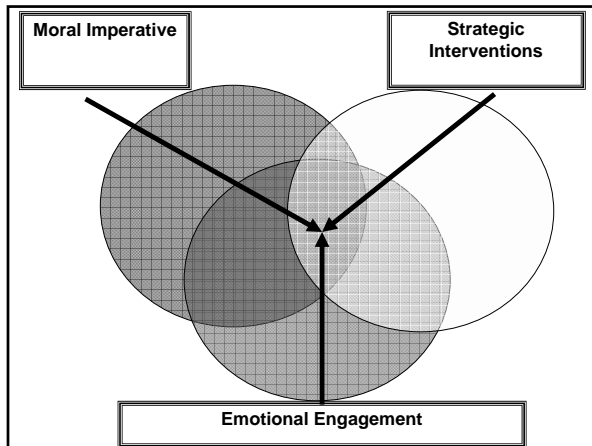 Moral Imperative
Strategic
Interventions
Emotional Engagement